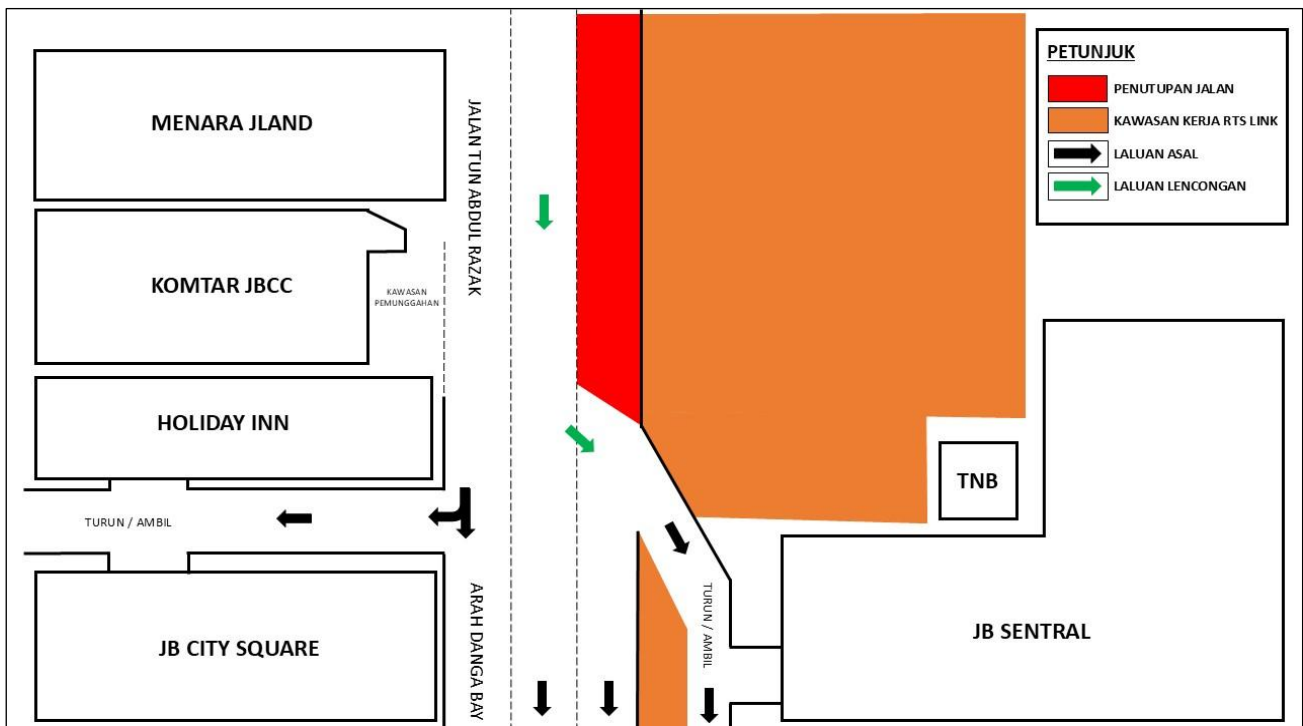 MENARA JLAND
KOMTAR JBCC
KAWASAN
PEMUNGGAHAN
HOLIDAY INN
TURUN / AMBIL
JB CITY SQUARE
JALAN TUN ABDUL RAZAK
ARAH DANGA BAY
PETUNJUK
PENUTUPAN JALAN
KAWASAN KERJA RTS LINK
LALUAN ASAL
LALUAN LENCONGAN
TNB
TURUN / AMBIL
JB SENTRAL